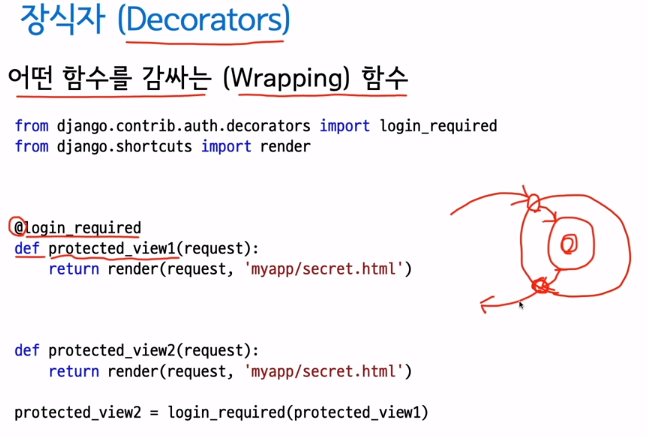 장식자 (Decorators)
어떤 함수를 감싸는 (Wrapping) 함수
from django.contrib.auth.decorators import login_required
from django.shortcuts import render
@login_required
def protected_view1(request):
    return render(request, 'myapp/secret.html')
def protected_view2(request):
    return render(request, 'myapp/secret.html')
protected_view2 = login_required(protected_view1)